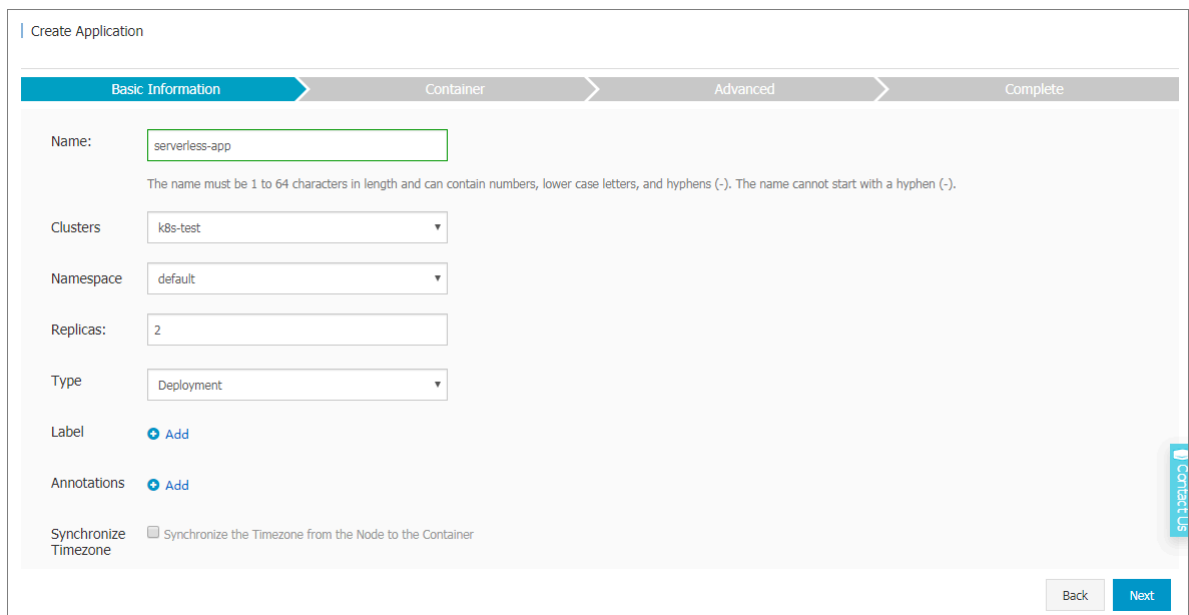 Create Application
Basic Information
Container
Advanced
Complete
Name:
serverless-app
The name must be 1 to 64 characters in length and can contain numbers, lower case letters, and hyphens (-). The name cannot start with a hyphen (-).
Clusters
k8s-test
Namespace
default
Replicas:
2
Type
Deployment
Label
Add
Annotations
Add
Synchronize
Timezone
Synchronize the Timezone from the Node to the Container
Contact Us
Back
Next